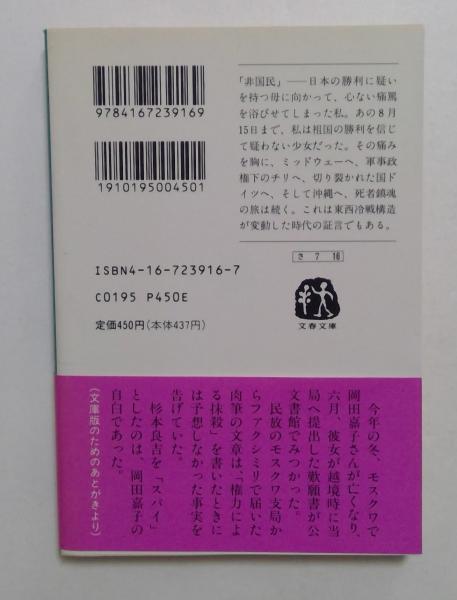 9784167239169
1910195004501
ISBN4-16-723916-7
C0195 P450E
定価450円(本体437円)
「非国民」――日本の勝利に疑い
を持つ母に向かって、心ない痛罵
を浴びせてしまった私。あの8月
15日まで、私は祖国の勝利を信じ
て疑わない少女だった。その痛み
を胸に、ミッドウェーへ、軍事政
権下のチリへ、切り裂かれた国ド
イツへ、そして沖縄へ、死者鎮魂
の旅は続く。これは東西冷戦構造
が変動した時代の証言でもある。
さ 7 16
文春文庫
今年の冬、モスクワで
岡田嘉子さんが亡くなり、
六月、彼女が越境時に当
局へ提出した歎願書が公
文書館でみつかった。
民放のモスクワ支局か
らファクシミリで届いた
肉筆の文章は、「権力によ
る抹殺」を書いたときに
は予想しなかった事実を
告げていた。
杉本良吉を「スパイ」
としたのは、岡田嘉子の
自白であった。
(文庫版のためのあとがきより)